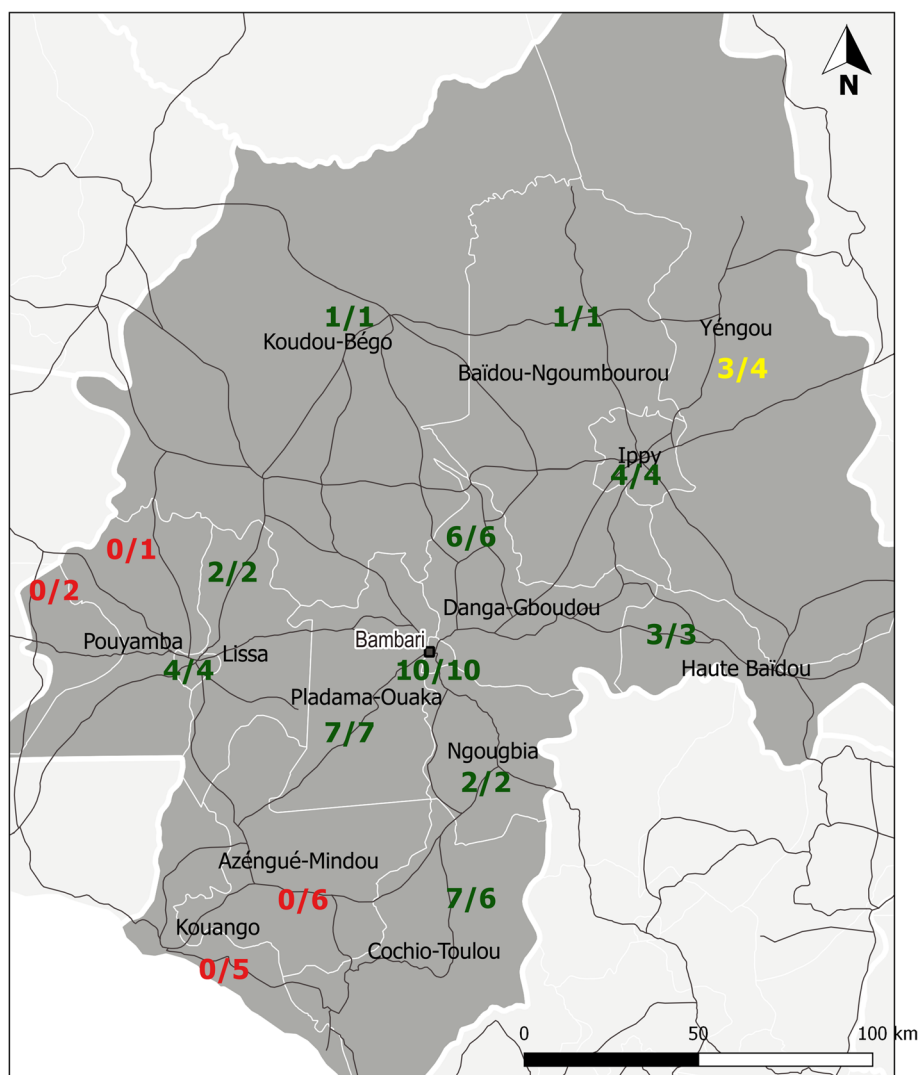 N
1/1
1/1
Koudou-Bégo
Yéngou
3/4
Baïdou-Ngoumbourou
Ippy
4/4
6/6
0/1
2/2
0/2
Danga-Gboudou
3/3
Pouyamba
Lissa
Bambari
4/4
10/10
Haute Baïdou
Pladama-Ouaka
7/7
Ngougbia
2/2
Azéngué-Mindou
0/6
7/6
Kouango
Cochio-Toulou
0/5
0 50 100 km